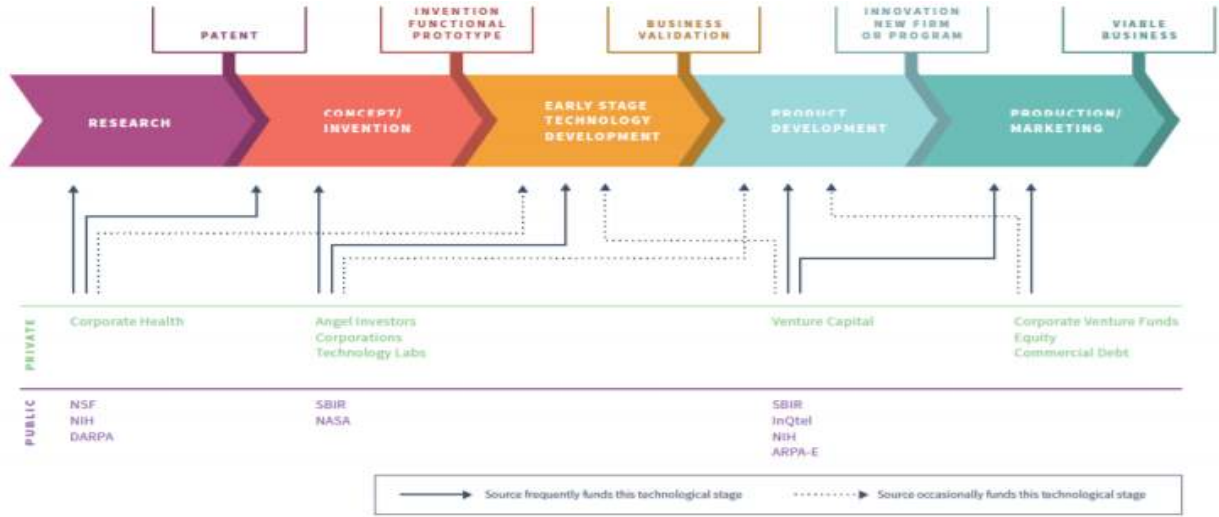 PATENT
INVENTION
FUNCTIONAL
PROTOTYPE
BUSINESS
VALIDATION
INNOVATION
NEW FIRM
OR PROGRAM
VIABLE
BUSINESS
RESEARCH
CONCEPT/
INVENTION
EARLY STAGE
TECHNOLOGY
DEVELOPMENT
PRODUCT
DEVELOPMENT
PRODUCTION/
MARKETING
PRIVATE
Corporate Health
Angel Investors
Corporations
Technology Labs
Venture Capital
Corporate Venture Funds
Equity
Commercial Debt
PUBLIC
NSF
NIH
DARPA
SBIR
NASA
SBIR
InQtel
NIH
ARPA-E
Source frequently funds this technological stage
Source occasionally funds this technological stage